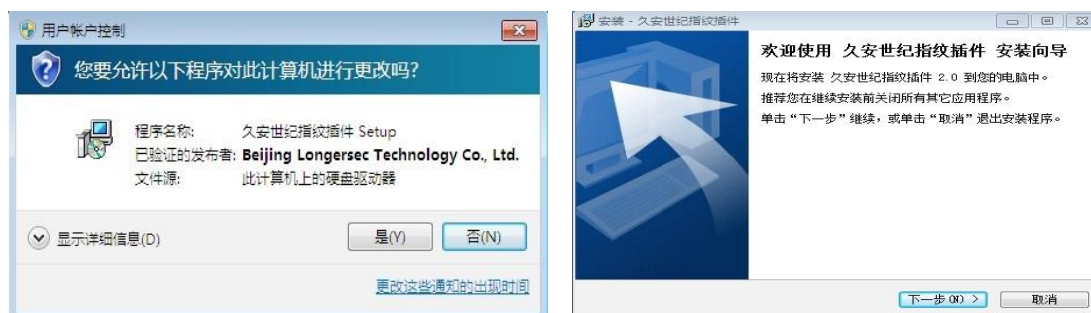 用户帐户控制
您要允许以下程序对此计算机进行更改吗?
程序名称: 久安世纪指纹插件 Setup
已验证的发布者: Beijing Longersec Technology Co., Ltd.
文件源: 此计算机上的硬盘驱动器
显示详细信息(D)
是(Y)
否(N)
更改这些通知的出现时间
安装 - 久安世纪指纹插件
欢迎使用 久安世纪指纹插件 安装向导
现在将安装 久安世纪指纹插件 2.0 到您的电脑中。
推荐您在继续安装前关闭所有其它应用程序。
单击“下一步”继续，或单击“取消”退出安装程序。
下一步(N) >
取消